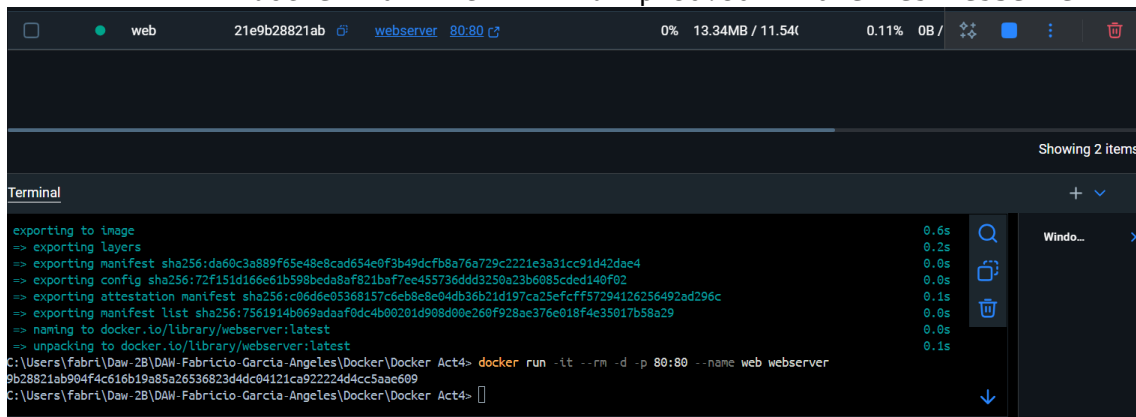 web 21e9b28821ab webserver 80:80 0% 13.34MB / 11.54( 0.11% 0B /
Showing 2 items
Terminal
exporting to image 0.6s
=> exporting layers 0.2s
=> exporting manifest sha256:da60c3a889f65e48e8cad654e0f3b49dcfb8a76a729c2221e3a31cc91d42dae4 0.0s
=> exporting config sha256:72f151d166e61b598beda8af821baf7ee455736ddd3250a23b6085cded140f02 0.0s
=> exporting attestation manifest sha256:c06d6e05368157c6eb8e8e04db36b21d197ca25efcff57294126256492ad296c 0.1s
=> exporting manifest list sha256:7561914b069adaaf0dc4b00201d908d00e260f928ae376e018f4e35017b58a29 0.0s
=> naming to docker.io/library/webserver:latest 0.0s
=> unpacking to docker.io/library/webserver:latest 0.1s
C:\Users\fabri\Daw-2B\DAW-Fabricio-Garcia-Angeles\Docker\Docker Act4> docker run -it --rm -d -p 80:80 --name web webserver
9b28821ab904f4c616b19a85a26536823d4dc04121ca922224d4cc5aae609
C:\Users\fabri\Daw-2B\DAW-Fabricio-Garcia-Angeles\Docker\Docker Act4>
Windo...